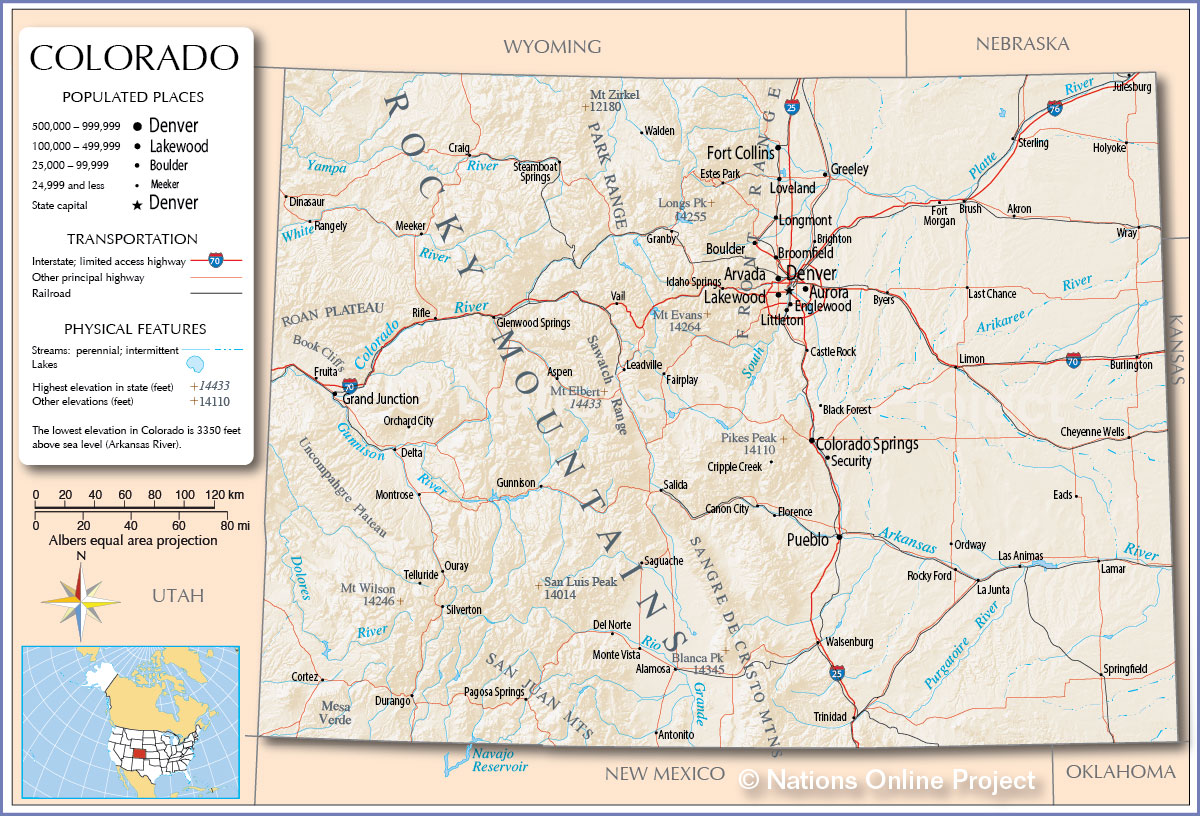 COLORADO
POPULATED PLACES
500,000 – 999,999 Denver
100,000 – 499,999 Lakewood
25,000 – 99,999 Boulder
24,999 and less Meeker
State capital Denver
TRANSPORTATION
Interstate; limited access highway 70
Other principal highway
Railroad
PHYSICAL FEATURES
Streams: perennial; intermittent
Lakes
Highest elevation in state (feet) +14433
Other elevations (feet) +14110
The lowest elevation in Colorado is 3350 feet
above sea level (Arkansas River).
0 20 40 60 80 100 120 km
0 20 40 60 80 mi
Albers equal area projection
N
WYOMING
NEBRASKA
KANSAS
OKLAHOMA
NEW MEXICO
UTAH
ROCKY
MOUNTAINS
PARK RANGE
FRONT RANGE
Mt Zirkel
+12180
Walden
Craig
Yampa
River
Steamboat
Springs
Fort Collins
Estes Park
Loveland
Greeley
25
76
River
Julesburg
Sterling
Holyoke
Platte
Dinasaur
Rangely
White
Meeker
River
Longs Pk+
14255
Granby
Longmont
Boulder
Brighton
Broomfield
Fort
Morgan
Brush
Akron
Wray
Arvada
Denver
Idaho Springs
Lakewood
Aurora
Englewood
Littleton
Byers
Last Chance
River
Arikaree
ROAN PLATEAU
Book Cliffs
Rifle
River
Colorado
Glenwood Springs
Vail
Mt Evans+
14264
South
Castle Rock
Limon
70
Burlington
Fruita
70
Grand Junction
Sawatch
Range
Leadville
Aspen
Fairplay
Mt Elbert+
14433
Orchard City
Black Forest
Pikes Peak
14110
+
Colorado Springs
Security
Cripple Creek
Cheyenne Wells
Gunnison
River
Delta
Uncompahgre Plateau
Montrose
Gunnison
Salida
Canon City
Florence
Pueblo
Eads
Arkansas
River
Ordway
Las Animas
Lamar
Rocky Ford
La Junta
Dolores
River
Ouray
Telluride
Mt Wilson
14246+
Silverton
San Luis Peak
14014
+
Saguache
SANGRE DE CRISTO MTNS
Del Norte
Monte Vista
Rio
Grande
Alamosa
Blanca Pk
14345
+
Walsenburg
25
Purgatoire
River
Springfield
Cortez
Mesa
Verde
Durango
Pagosa Springs
SAN JUAN MTS
Antonito
Trinidad
Navajo
Reservoir
© Nations Online Project